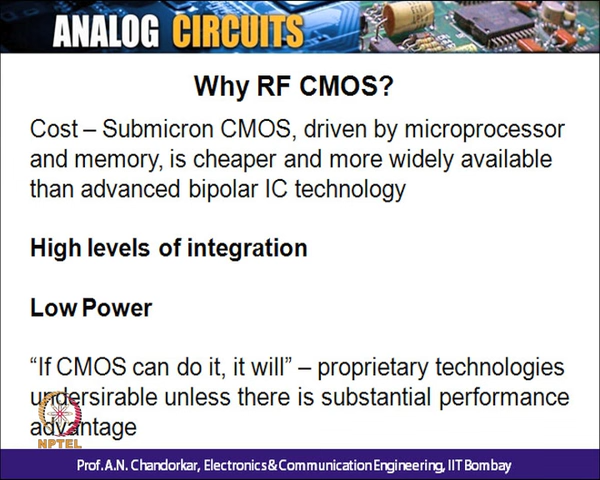 ANALOG CIRCUITS
Why RF CMOS?
Cost – Submicron CMOS, driven by microprocessor
and memory, is cheaper and more widely available
than advanced bipolar IC technology
High levels of integration
Low Power
“If CMOS can do it, it will” – proprietary technologies
undersirable unless there is substantial performance
advantage
NPTEL
Prof. A.N. Chandorkar, Electronics & Communication Engineering, IIT Bombay